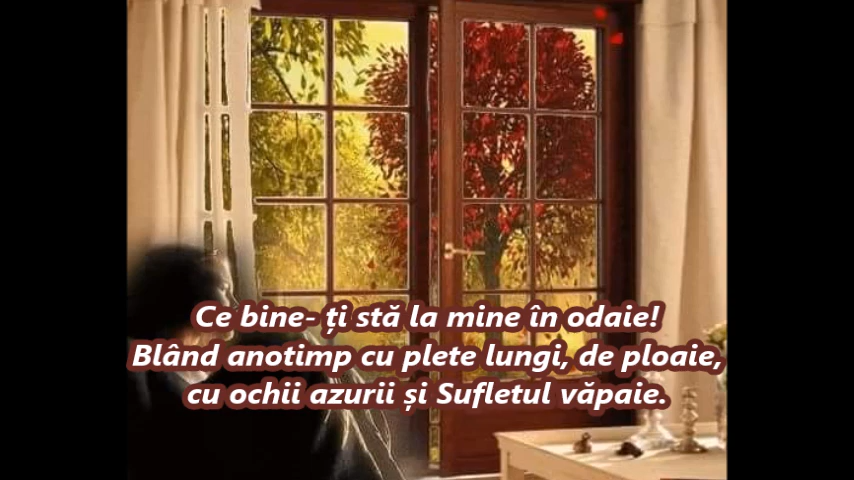 Ce bine- ți stă la mine în odaie!
Blând anotimp cu plete lungi, de ploaie,
cu ochii azurii și Sufletul văpaie.